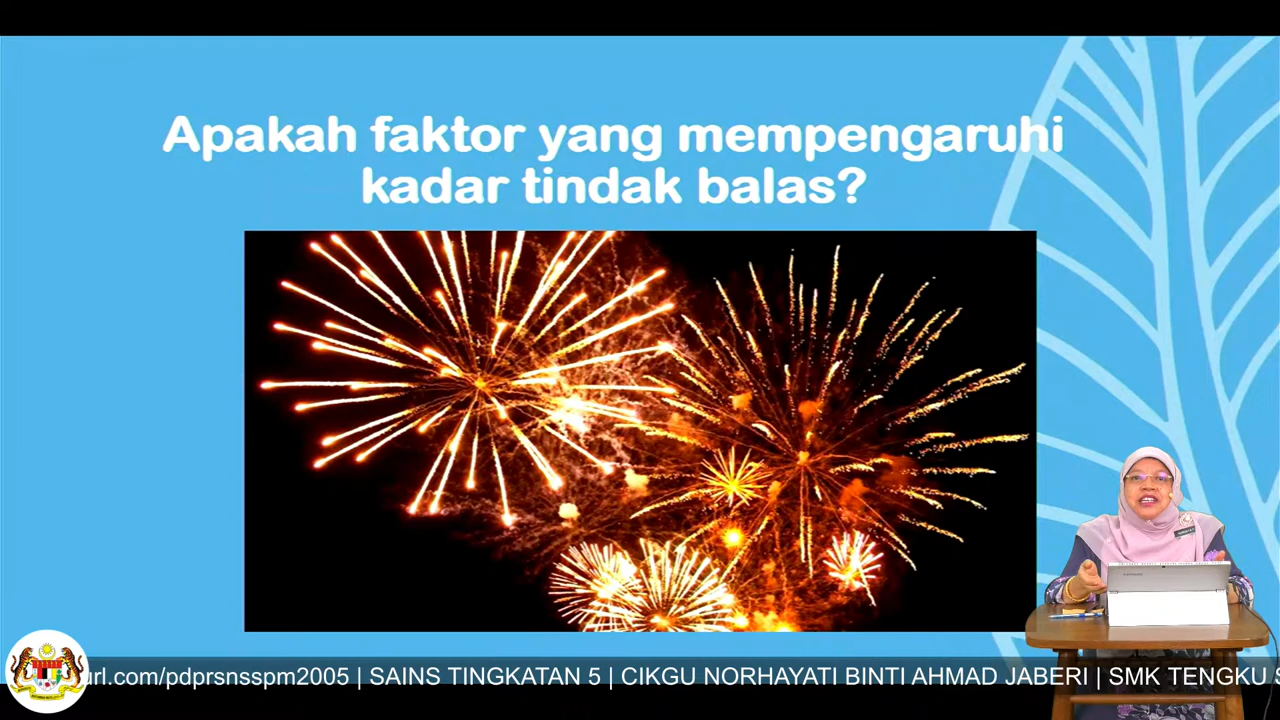 Apakah faktor yang mempengaruhi
kadar tindak balas?
url.com/pdprsnsspm2005 | SAINS TINGKATAN 5 | CIKGU NORHAYATI BINTI AHMAD JABERI | SMK TENGKU